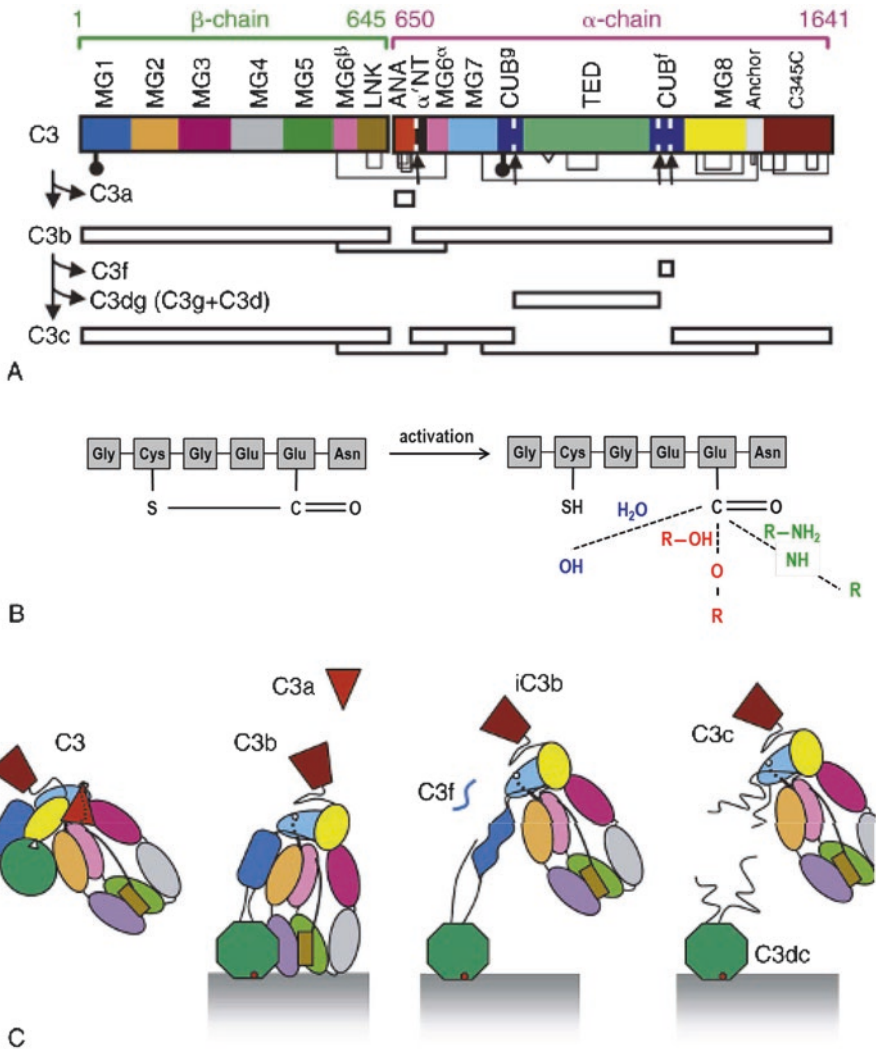 1 β-chain 645 650 α-chain 1641
MG1 MG2 MG3 MG4 MG5 MG6β LNK ANA α'NT MG6α MG7 CUBg TED CUBf MG8 Anchor C345C
C3
C3a
C3b
C3f
C3dg (C3g+C3d)
C3c
A
Gly Cys Gly Glu Glu Asn activation Gly Cys Gly Glu Glu Asn
S C O SH C O
H₂O R–OH R–NH₂
OH O NH
R R
B
C3a iC3b
C3 C3b C3f C3c
C3dc
C